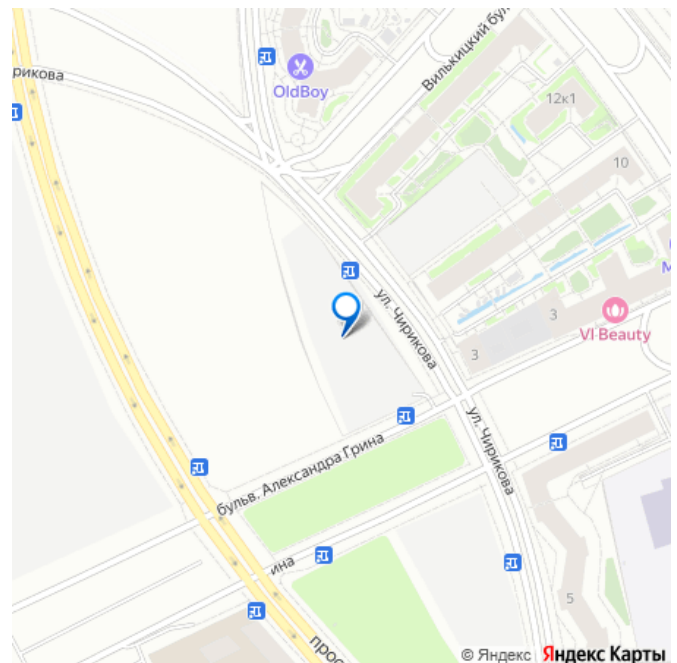 Вилькицкий бул
рикова
OldBoy
12к1
10
ул. Чирикова
М
3
3
VI Beauty
ул. Чирикова
бульв. Александра Грина
ина
5
прос
© Яндекс Яндекс Карты